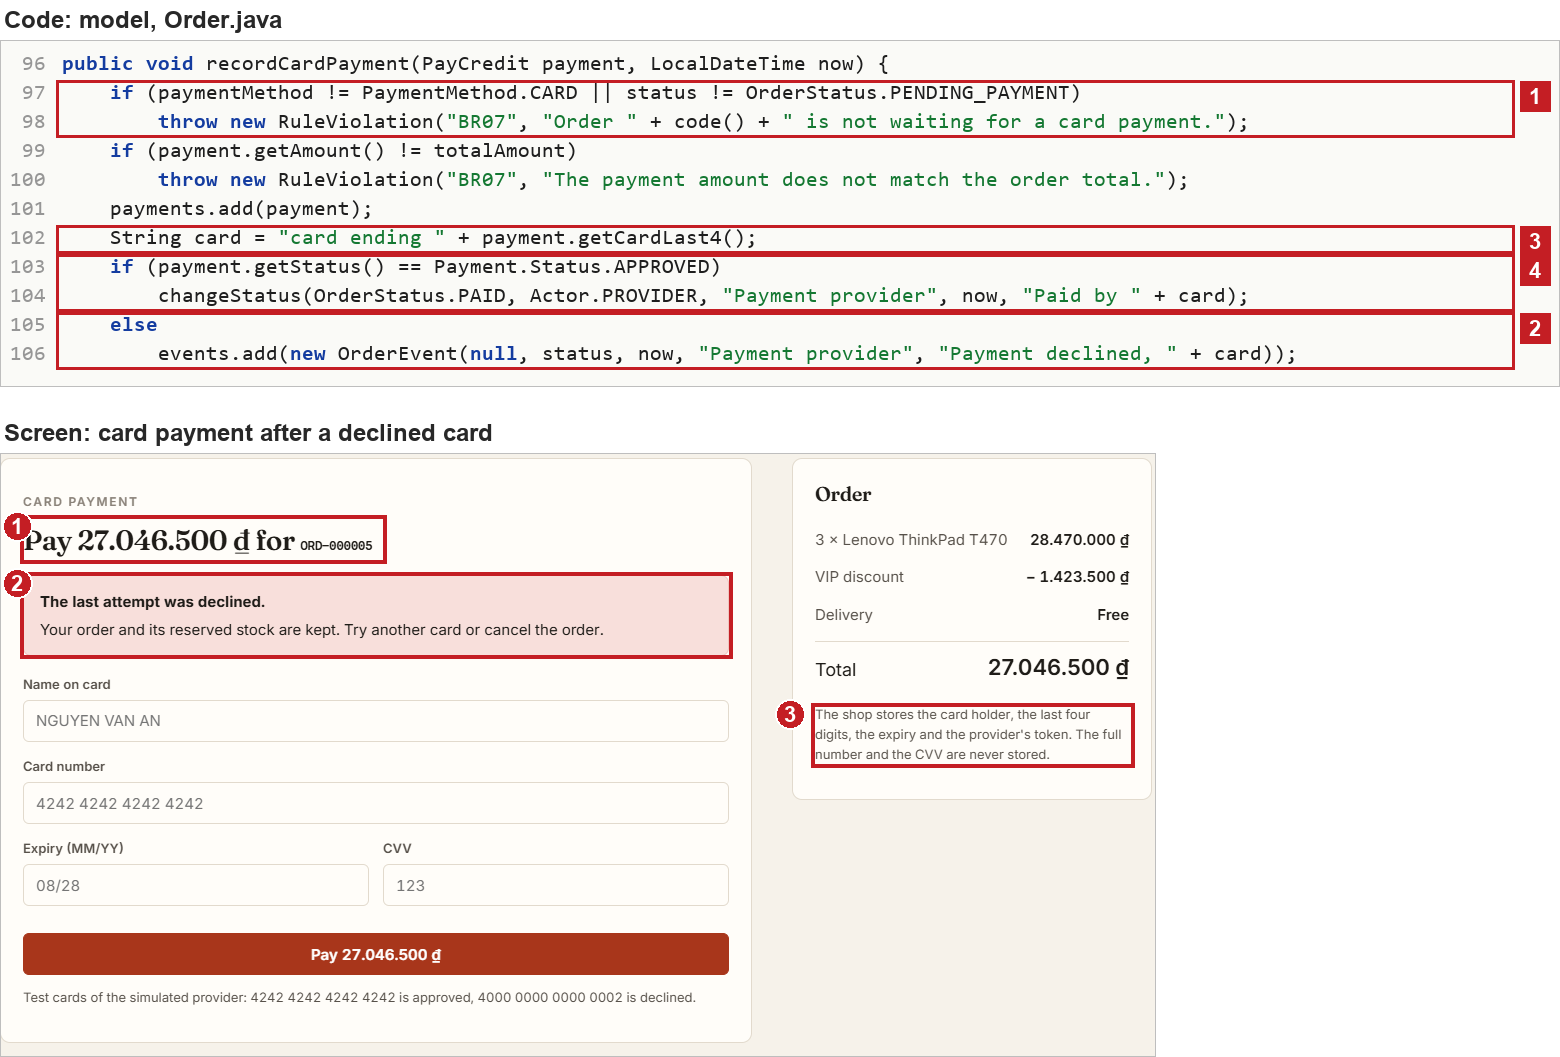 Code: model, Order.java
96 public void recordCardPayment(PayCredit payment, LocalDateTime now) {
97 if (paymentMethod != PaymentMethod.CARD || status != OrderStatus.PENDING_PAYMENT)
1
98 throw new RuleViolation("BR07", "Order " + code() + " is not waiting for a card payment.");
99 if (payment.getAmount() != totalAmount)
100 throw new RuleViolation("BR07", "The payment amount does not match the order total.");
101 payments.add(payment);
102 String card = "card ending " + payment.getCardLast4();
3
103 if (payment.getStatus() == Payment.Status.APPROVED)
4
104 changeStatus(OrderStatus.PAID, Actor.PROVIDER, "Payment provider", now, "Paid by " + card);
105 else
2
106 events.add(new OrderEvent(null, status, now, "Payment provider", "Payment declined, " + card));
Screen: card payment after a declined card
CARD PAYMENT
1
Pay 27.046.500 ₫ for ORD-000005
2
The last attempt was declined.
Your order and its reserved stock are kept. Try another card or cancel the order.
Name on card
NGUYEN VAN AN
Card number
4242 4242 4242 4242
Expiry (MM/YY) CVV
08/28 123
Pay 27.046.500 ₫
Test cards of the simulated provider: 4242 4242 4242 4242 is approved, 4000 0000 0000 0002 is declined.
Order
3 × Lenovo ThinkPad T470 28.470.000 ₫
VIP discount − 1.423.500 ₫
Delivery Free
Total 27.046.500 ₫
3
The shop stores the card holder, the last four
digits, the expiry and the provider's token. The full
number and the CVV are never stored.